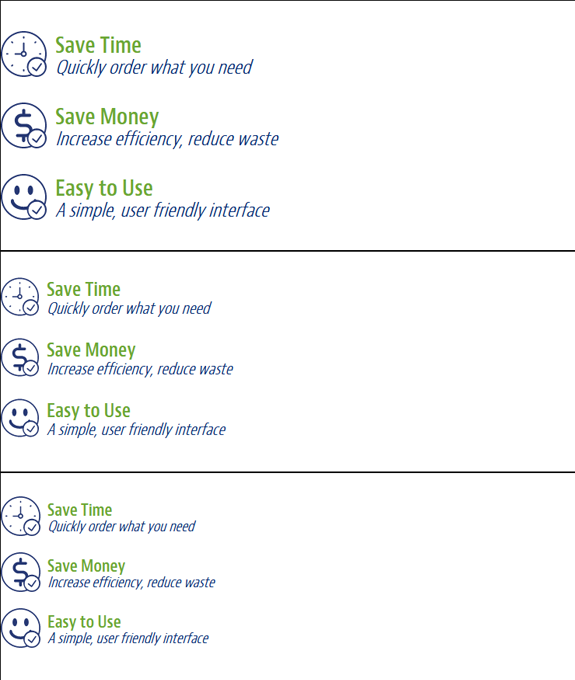 Save Time
Quickly order what you need
Save Money
Increase efficiency, reduce waste
Easy to Use
A simple, user friendly interface
Save Time
Quickly order what you need
Save Money
Increase efficiency, reduce waste
Easy to Use
A simple, user friendly interface
Save Time
Quickly order what you need
Save Money
Increase efficiency, reduce waste
Easy to Use
A simple, user friendly interface